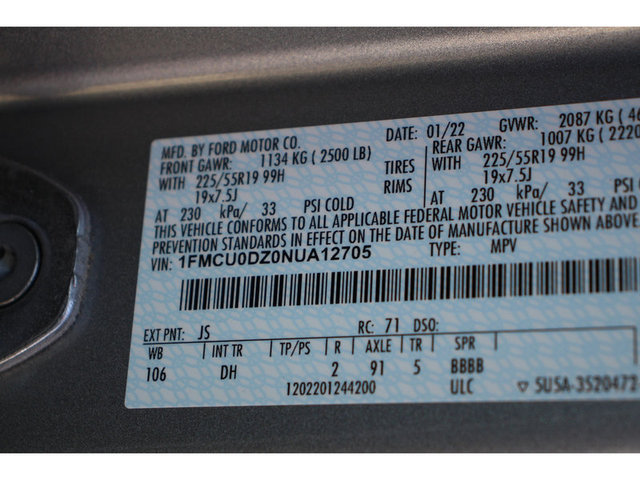 MFD. BY FORD MOTOR CO. DATE: 01/22 GVWR: 2087 KG (
FRONT GAWR: 1134 KG ( 2500 LB) REAR GAWR: 1007 KG ( 2220
WITH 225/55R19 99H TIRES WITH 225/55R19 99H
19x7.5J RIMS 19x7.5J
AT 230 kPa/ 33 PSI COLD AT 230 kPa/ 33 PSI COL
THIS VEHICLE CONFORMS TO ALL APPLICABLE FEDERAL MOTOR VEHICLE SAFETY AND
PREVENTION STANDARDS IN EFFECT ON THE DATE OF MANUFACTURE SHOWN ABOVE.
VIN: 1FMCU0DZ0NUA12705 TYPE: MPV
EXT PNT: JS RC: 71 DSO:
WB INT TR TP/PS R AXLE TR SPR
106 DH 2 91 5 BBBB
1202201244200 ULC 5U5A-3520472